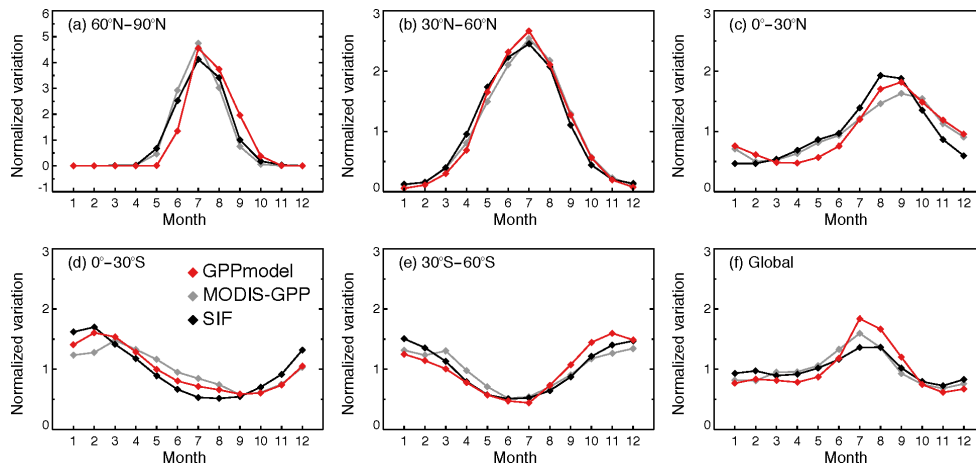 (a) 60°N–90°N
Normalized variation
6
5
4
3
2
1
0
-1
1 2 3 4 5 6 7 8 9 10 11 12
Month
(b) 30°N–60°N
Normalized variation
3
2
1
0
1 2 3 4 5 6 7 8 9 10 11 12
Month
(c) 0°–30°N
Normalized variation
3
2
1
0
1 2 3 4 5 6 7 8 9 10 11 12
Month
(d) 0°–30°S
GPPmodel
MODIS-GPP
SIF
Normalized variation
3
2
1
0
1 2 3 4 5 6 7 8 9 10 11 12
Month
(e) 30°S–60°S
Normalized variation
3
2
1
0
1 2 3 4 5 6 7 8 9 10 11 12
Month
(f) Global
Normalized variation
3
2
1
0
1 2 3 4 5 6 7 8 9 10 11 12
Month